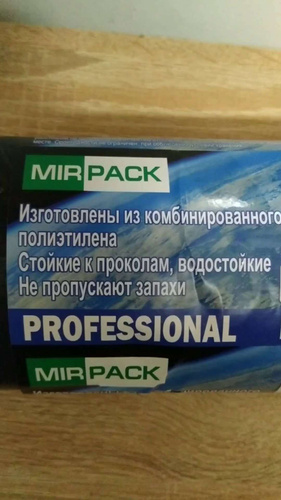 MIRPACK
Изготовлены из комбинированного
полиэтилена
Стойкие к проколам, водостойкие
Не пропускают запахи
PROFESSIONAL
MIRPACK